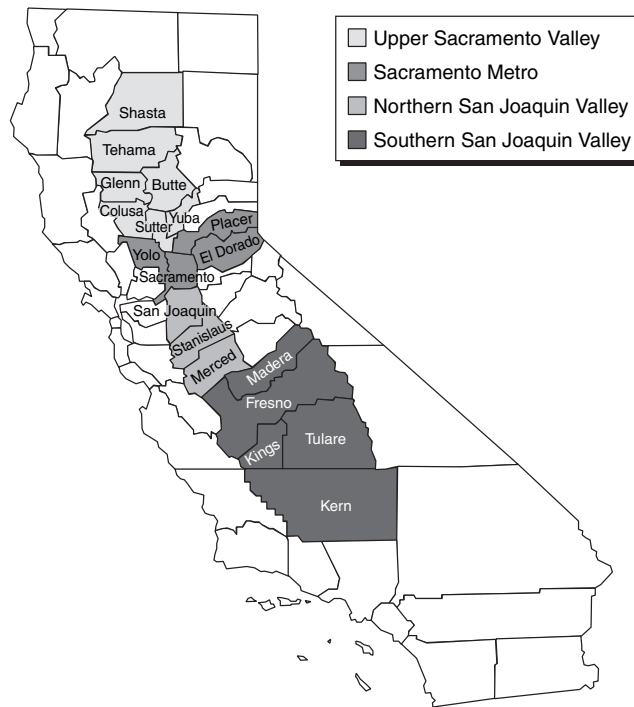 Upper Sacramento Valley
Sacramento Metro
Northern San Joaquin Valley
Southern San Joaquin Valley
Shasta
Tehama
Glenn
Butte
Colusa
Yuba
Sutter
Placer
Yolo
El Dorado
Sacramento
San Joaquin
Stanislaus
Merced
Madera
Fresno
Kings
Tulare
Kern